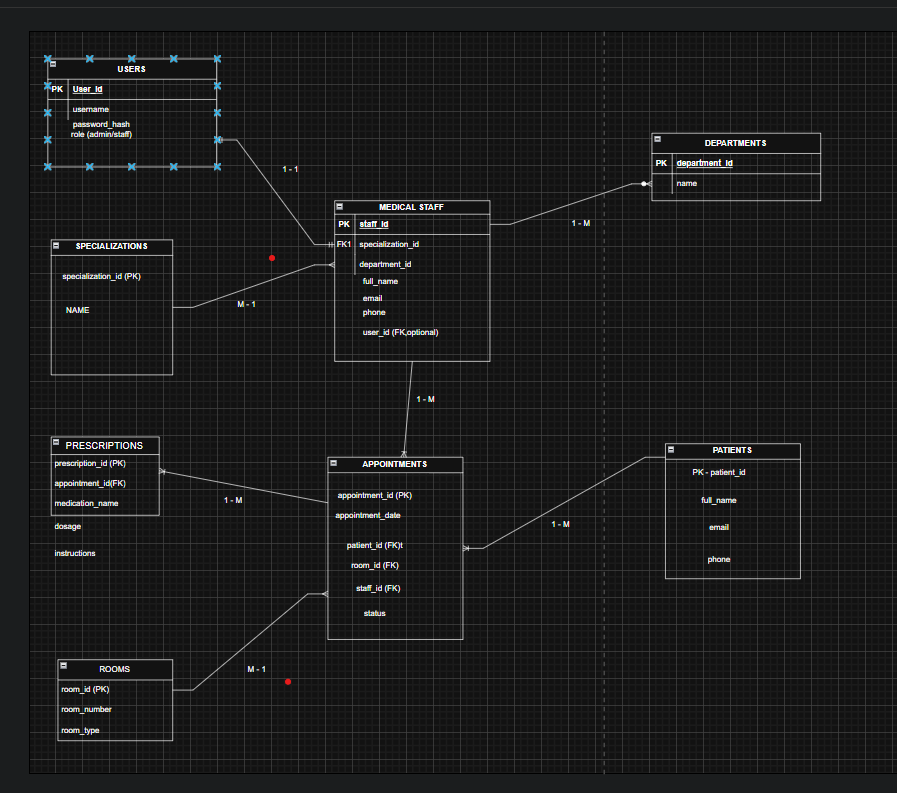 USERS
PK User_id
username
password_hash
role (admin/staff)
1 - 1
DEPARTMENTS
PK department_id
name
1 - M
MEDICAL STAFF
PK staff_id
FK1 specialization_id
department_id
full_name
email
phone
user_id (FK,optional)
SPECIALIZATIONS
specialization_id (PK)
NAME
M - 1
1 - M
PRESCRIPTIONS
prescription_id (PK)
appointment_id(FK)
medication_name
dosage
instructions
1 - M
APPOINTMENTS
appointment_id (PK)
appointment_date
patient_id (FK)t
room_id (FK)
staff_id (FK)
status
PATIENTS
PK - patient_id
full_name
email
phone
1 - M
ROOMS
room_id (PK)
room_number
room_type
M - 1